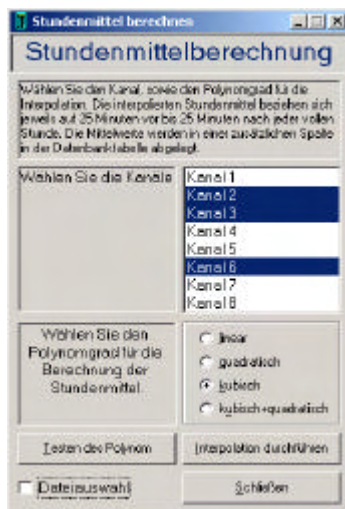 Stundenmittel berechnen
Stundenmittelberechnung
Wählen Sie den Kanal, sowie den Polynomgrad für die
Interpolation. Die interpolierten Stundenmittel beziehen sich
jeweils auf 25 Minuten vor bis 25 Minuten nach jeder vollen
Stunde. Die Mittelwerte werden in einer zusätzlichen Spalte
in der Datenbanktabelle abgelegt.
Wählen Sie die Kanäle
Kanal 1
Kanal 2
Kanal 3
Kanal 4
Kanal 5
Kanal 6
Kanal 7
Kanal 8
Wählen Sie den
Polynomgrad für die
Berechnung der
Stundenmittel.
linear
quadratisch
kubisch
kubisch+quadratisch
Testen des Polynom
Interpolation durchführen
Dateiauswahl
Schließen